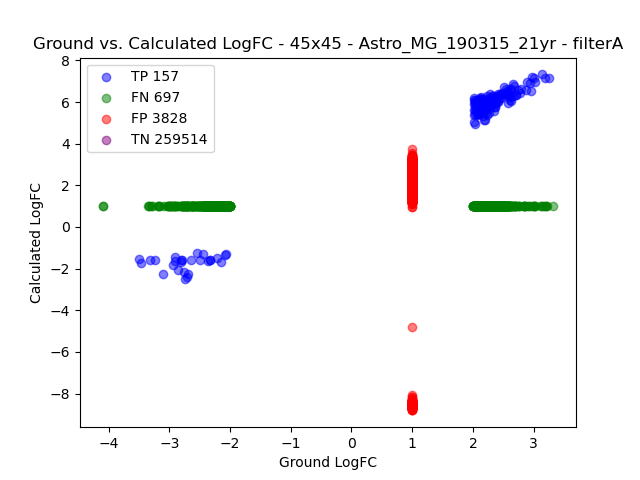 Ground vs. Calculated LogFC - 45x45 - Astro_MG_190315_21yr - filterA
TP 157
FN 697
FP 3828
TN 259514
8
6
4
2
0
−2
−4
−6
−8
Calculated LogFC
−4 −3 −2 −1 0 1 2 3
Ground LogFC